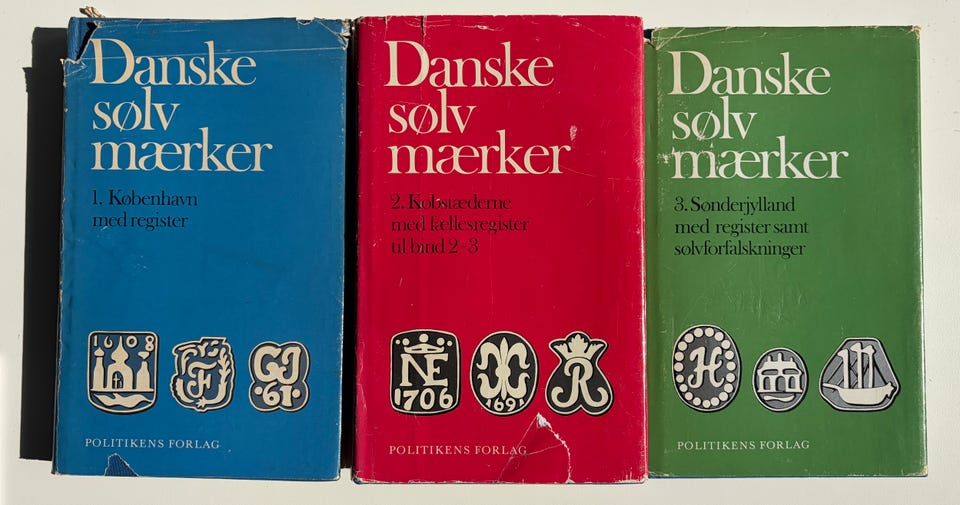 Danske
sølv
mærker
1. København
med register
1608
FF
GJ
61
POLITIKENS FORLAG
Danske
sølv
mærker
2. Købstæderne
med fællesregister
til bind 2–3
NE
1706
1691
R
POLITIKENS FORLAG
Danske
sølv
mærker
3. Sønderjylland
med register samt
sølvforfalskninger
H
POLITIKENS FORLAG